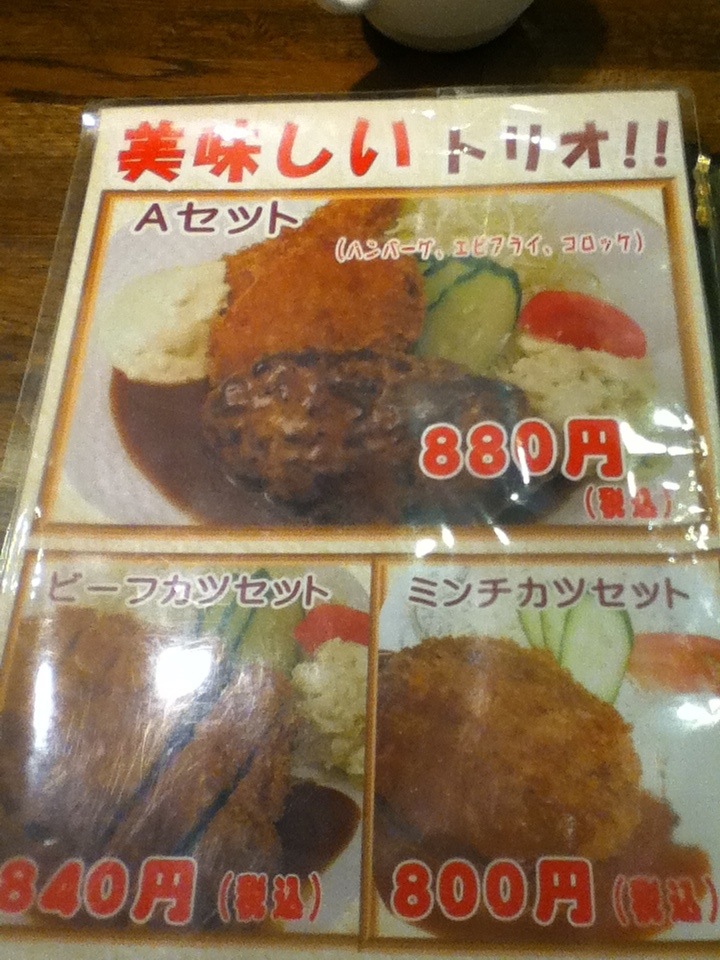 美味しいトリオ!!
Aセット
(ハンバーグ、エビフライ、コロッケ)
880円
(税込)
ビーフカツセット
840円(税込)
ミンチカツセット
800円(税込)